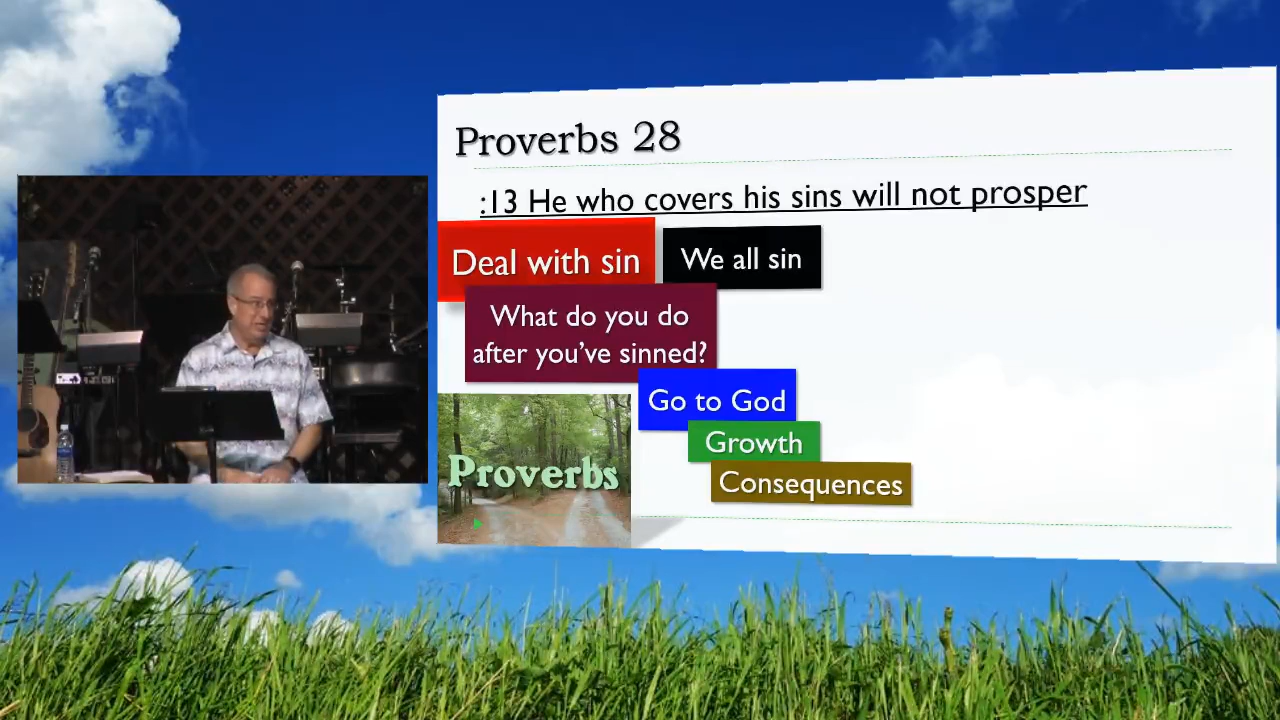 Proverbs 28
:13 He who covers his sins will not prosper
Deal with sin
We all sin
What do you do
after you've sinned?
Go to God
Growth
Consequences
Proverbs